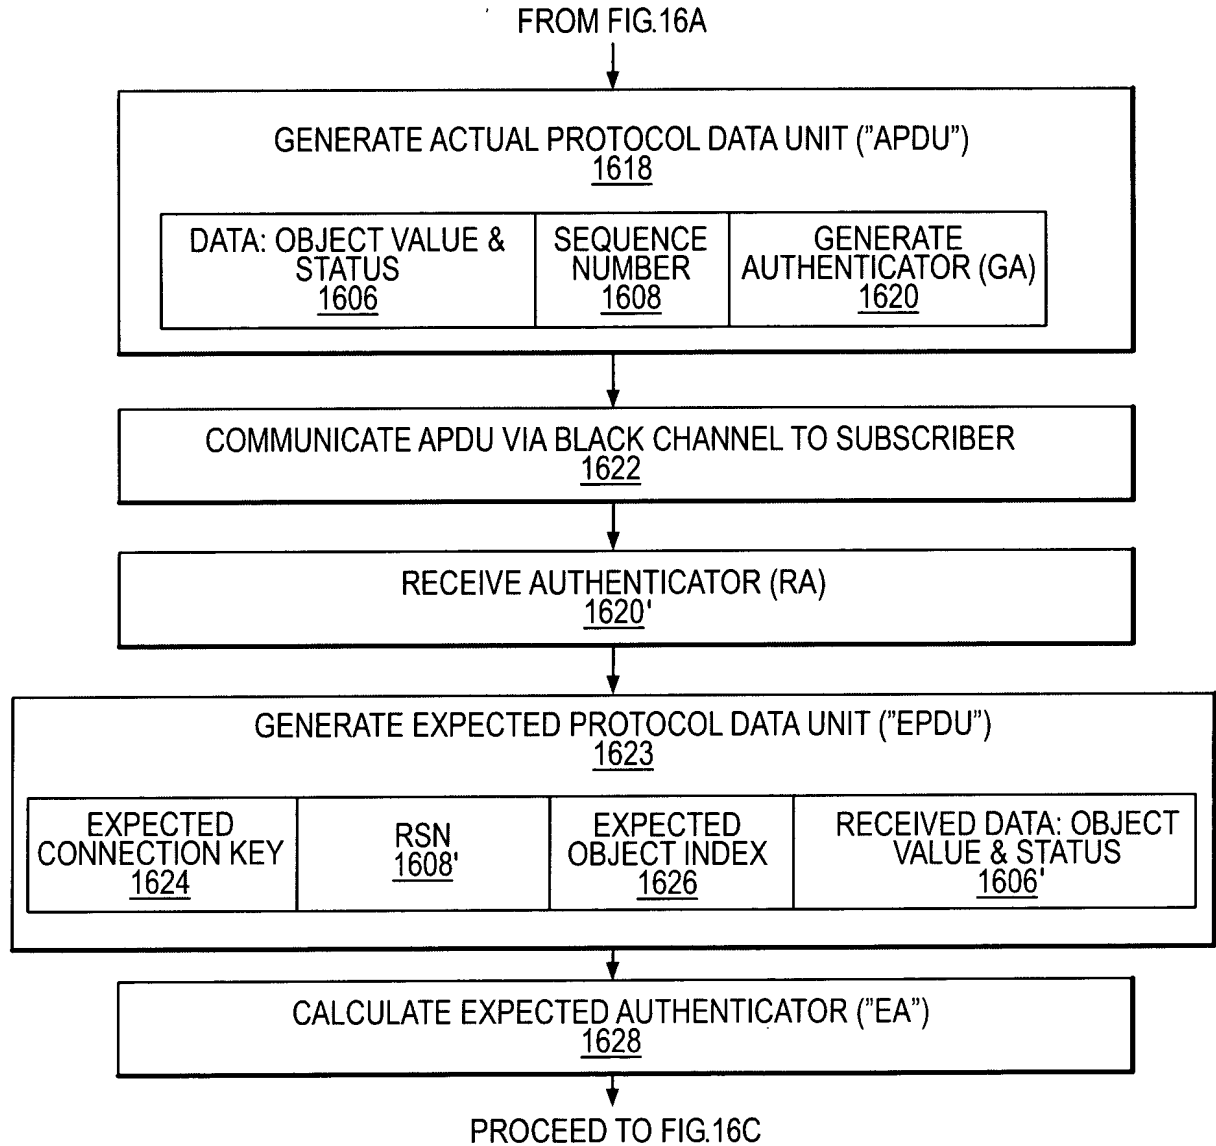 FROM FIG.16A
GENERATE ACTUAL PROTOCOL DATA UNIT ("APDU")
1618
DATA: OBJECT VALUE &
STATUS
1606
SEQUENCE
NUMBER
1608
GENERATE
AUTHENTICATOR (GA)
1620
COMMUNICATE APDU VIA BLACK CHANNEL TO SUBSCRIBER
1622
RECEIVE AUTHENTICATOR (RA)
1620'
GENERATE EXPECTED PROTOCOL DATA UNIT ("EPDU")
1623
EXPECTED
CONNECTION KEY
1624
RSN
1608'
EXPECTED
OBJECT INDEX
1626
RECEIVED DATA: OBJECT
VALUE & STATUS
1606'
CALCULATE EXPECTED AUTHENTICATOR ("EA")
1628
PROCEED TO FIG.16C